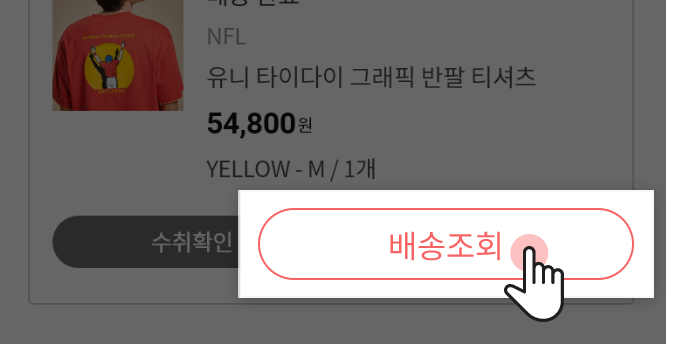 NFL
유니 타이다이 그래픽 반팔 티셔츠
54,800원
YELLOW - M / 1개
수취확인
배송조회